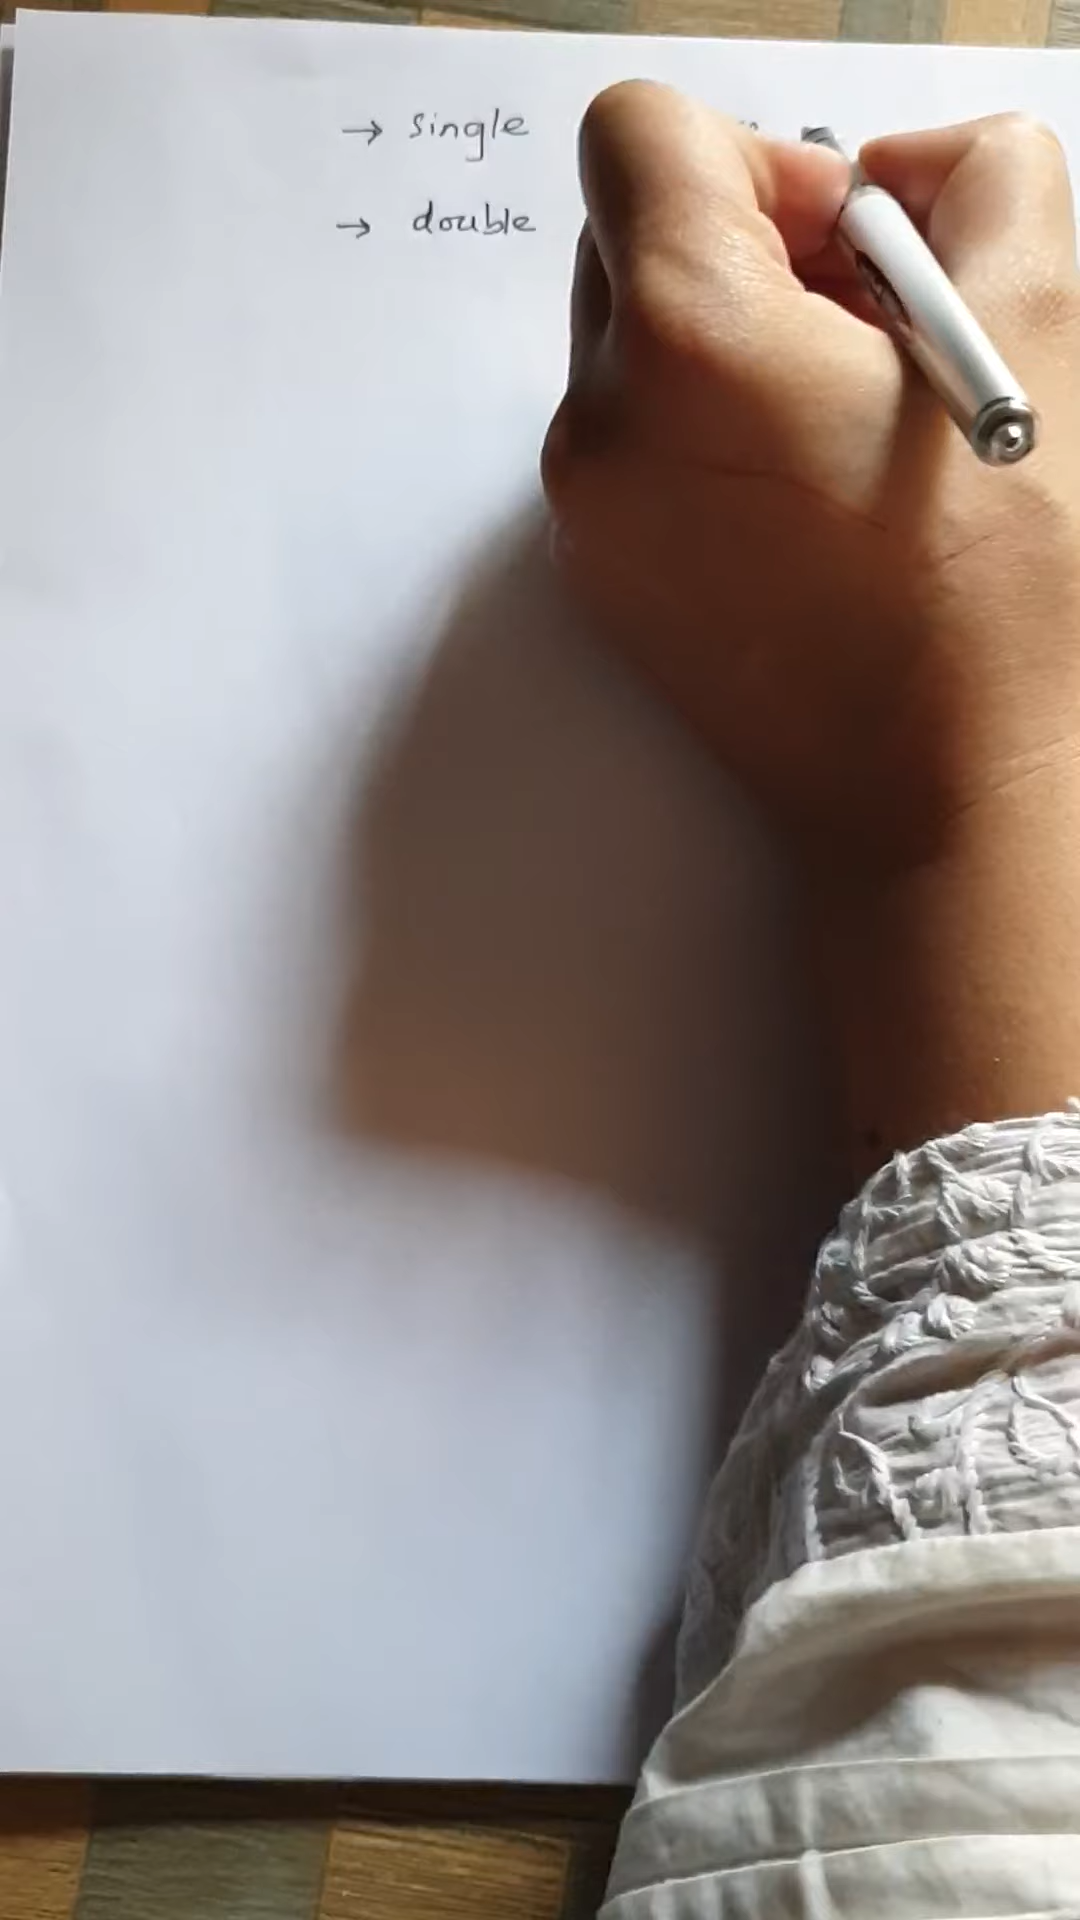 → single
→ double